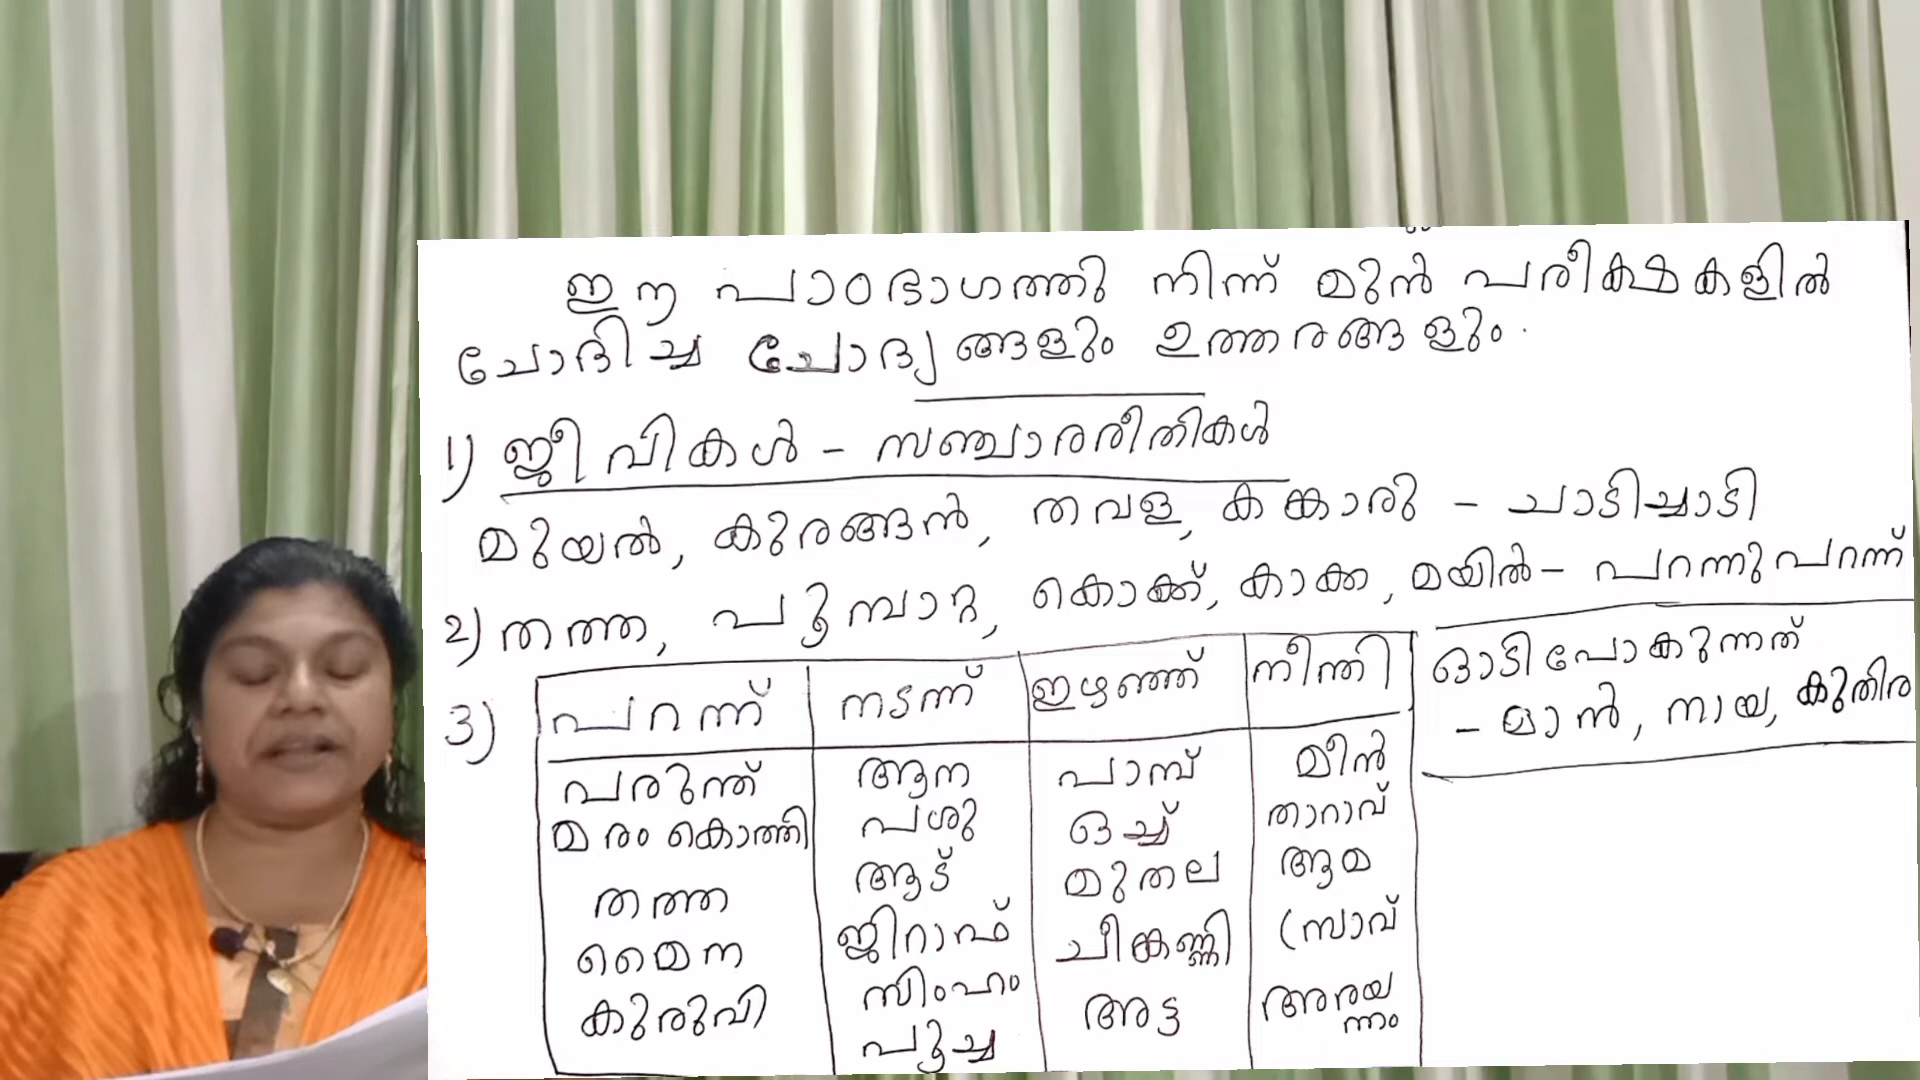 ഈ പാഠഭാഗത്തു നിന്ന് മുൻ പരീക്ഷകളിൽ
ചോദിച്ച ചോദ്യങ്ങളും ഉത്തരങ്ങളും.
1) ജീവികൾ - സഞ്ചാരരീതികൾ
മുയൽ, കുരങ്ങൻ, തവള, കങ്കാരു - ചാടിച്ചാടി
2) തത്ത, പൂമ്പാറ്റ, കൊക്ക്, കാക്ക, മയിൽ - പറന്നു പറന്ന്
3) പറന്ന് നടന്ന് ഇഴഞ്ഞ് നീന്തി
പരുന്ത് ആന പാമ്പ് മീൻ
മരംകൊത്തി പശു ഒച്ച് താറാവ്
തത്ത ആട് മുതല ആമ
മൈന ജിറാഫ് ചീങ്കണ്ണി സ്രാവ്
കുരുവി സിംഹം അട്ട അരയന്നം
പൂച്ച
ഓടിപോകുന്നത്
- മാൻ, നായ, കുതിര